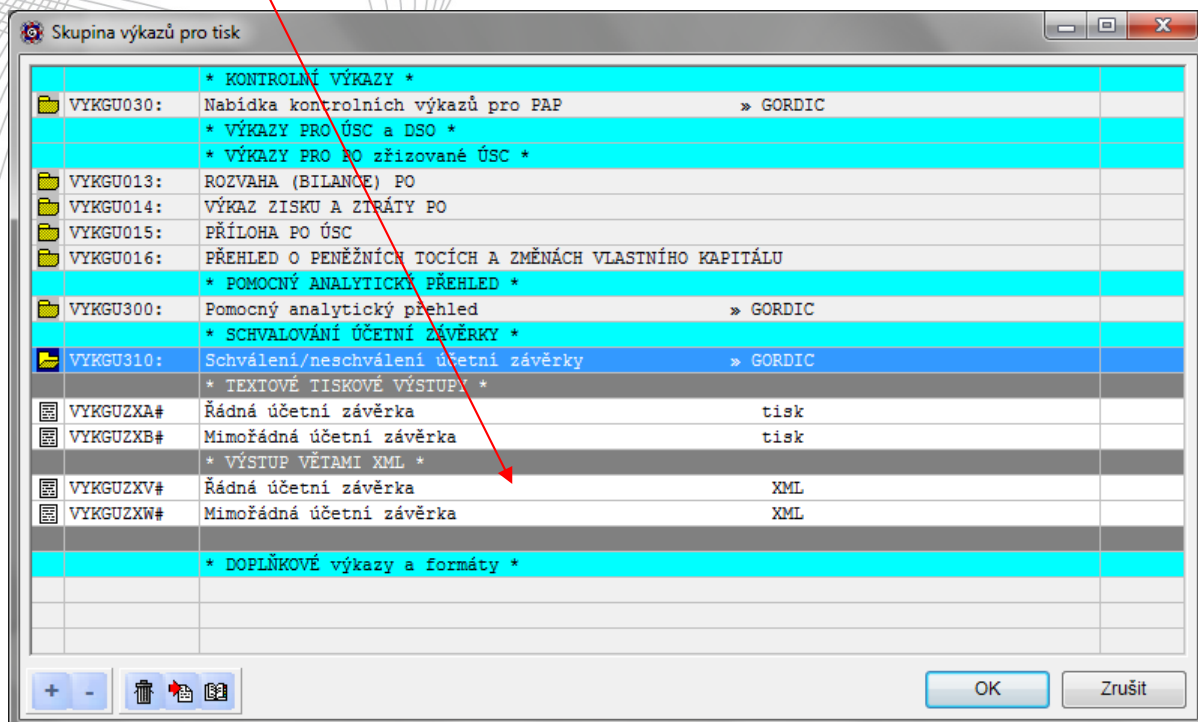 Skupina výkazů pro tisk
* KONTROLNÍ VÝKAZY *
VYKGU030: Nabídka kontrolních výkazů pro PAP » GORDIC
* VÝKAZY PRO ÚSC a DSO *
* VÝKAZY PRO PO zřizované ÚSC *
VYKGU013: ROZVAHA (BILANCE) PO
VYKGU014: VÝKAZ ZISKU A ZTRÁTY PO
VYKGU015: PŘÍLOHA PO ÚSC
VYKGU016: PŘEHLED O PENĚŽNÍCH TOCÍCH A ZMĚNÁCH VLASTNÍHO KAPITÁLU
* POMOCNÝ ANALYTICKÝ PŘEHLED *
VYKGU300: Pomocný analytický přehled » GORDIC
* SCHVALOVÁNÍ ÚČETNÍ ZÁVĚRKY *
VYKGU310: Schválení/neschválení účetní závěrky » GORDIC
* TEXTOVÉ TISKOVÉ VÝSTUPY *
VYKGUZXA# Řádná účetní závěrka tisk
VYKGUZXB# Mimořádná účetní závěrka tisk
* VÝSTUP VĚTAMI XML *
VYKGUZXV# Řádná účetní závěrka XML
VYKGUZXW# Mimořádná účetní závěrka XML
* DOPLŇKOVÉ výkazy a formáty *
+ - OK Zrušit